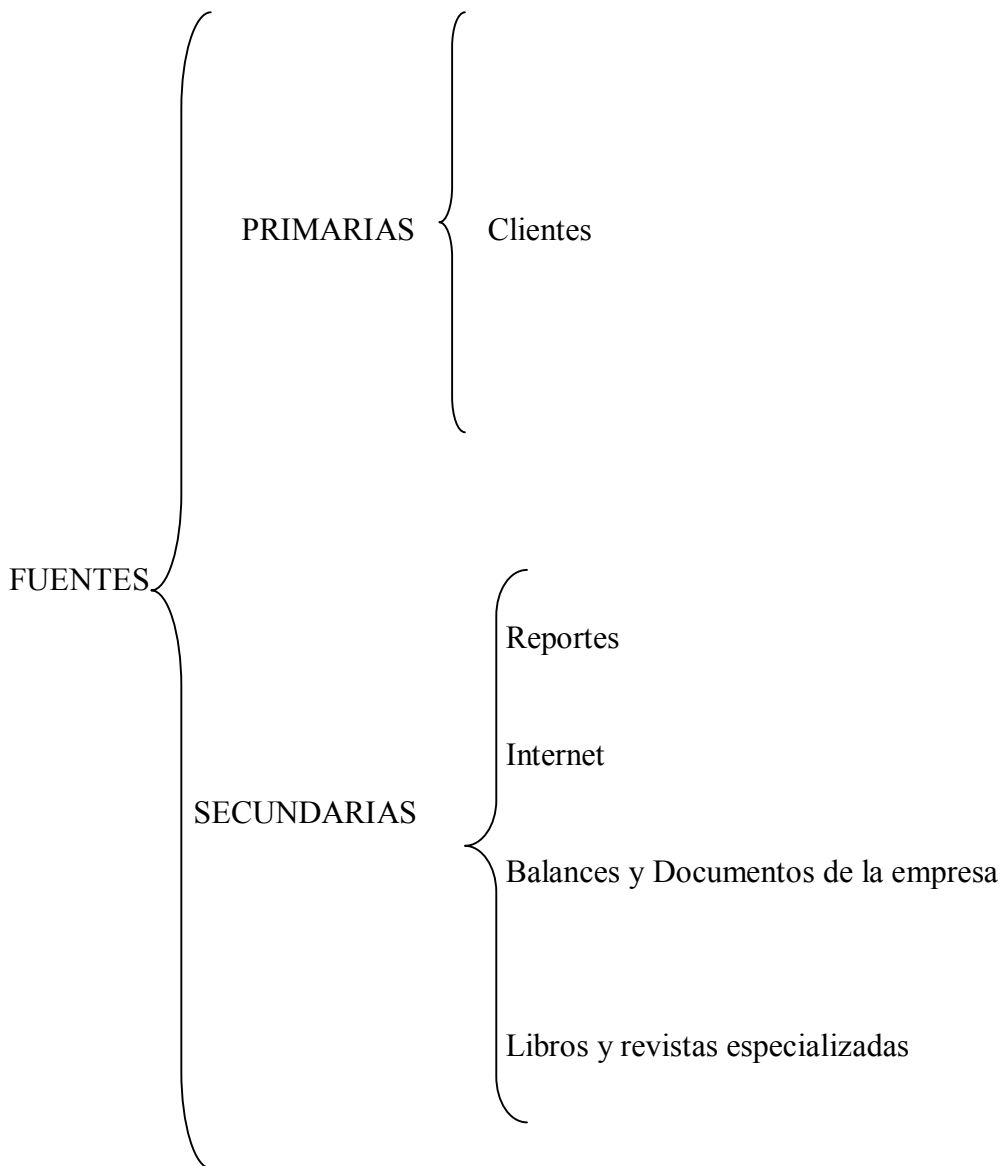 PRIMARIAS
Clientes
FUENTES
Reportes
Internet
SECUNDARIAS
Balances y Documentos de la empresa
Libros y revistas especializadas